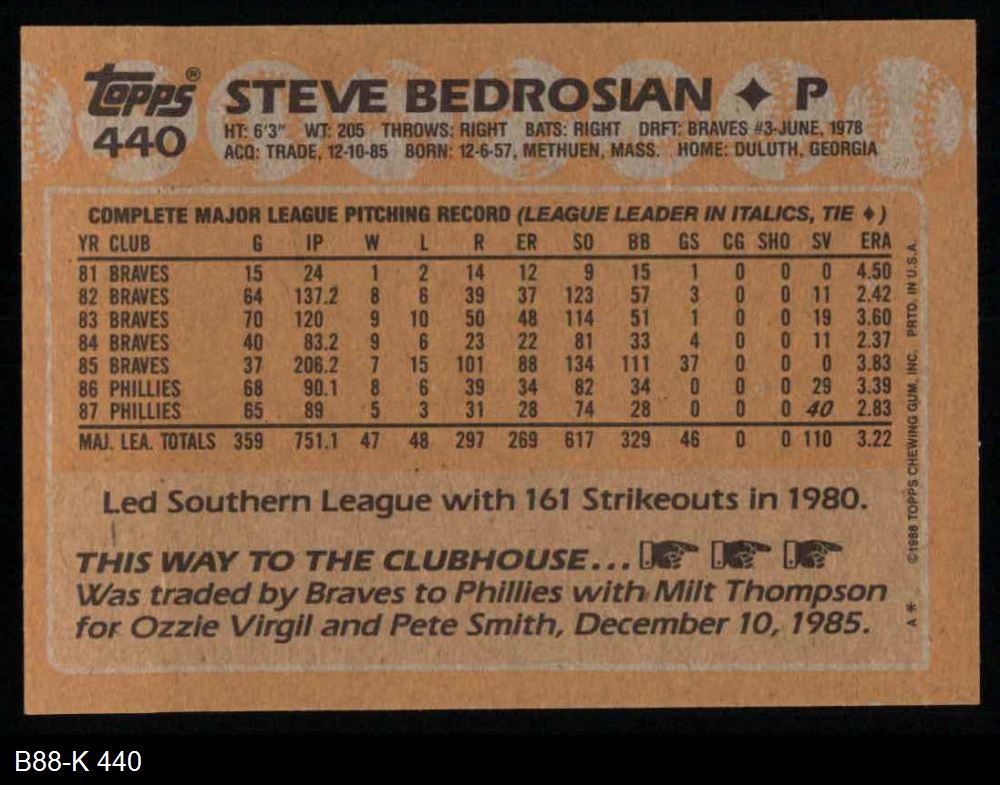 topps® STEVE BEDROSIAN ✦ P
440 HT: 6'3" WT: 205 THROWS: RIGHT BATS: RIGHT DRFT: BRAVES #3-JUNE, 1978
ACQ: TRADE, 12-10-85 BORN: 12-6-57, METHUEN, MASS. HOME: DULUTH, GEORGIA
COMPLETE MAJOR LEAGUE PITCHING RECORD (LEAGUE LEADER IN ITALICS, TIE ♦)
YR CLUB G IP W L R ER SO BB GS CG SHO SV ERA
81 BRAVES 15 24 1 2 14 12 9 15 1 0 0 0 4.50
82 BRAVES 64 137.2 8 6 39 37 123 57 3 0 0 11 2.42
83 BRAVES 70 120 9 10 50 48 114 51 1 0 0 19 3.60
84 BRAVES 40 83.2 9 6 23 22 81 33 4 0 0 11 2.37
85 BRAVES 37 206.2 7 15 101 88 134 111 37 0 0 0 3.83
86 PHILLIES 68 90.1 8 6 39 34 82 34 0 0 0 29 3.39
87 PHILLIES 65 89 5 3 31 28 74 28 0 0 0 40 2.83
MAJ. LEA. TOTALS 359 751.1 47 48 297 269 617 329 46 0 0 110 3.22
Led Southern League with 161 Strikeouts in 1980.
THIS WAY TO THE CLUBHOUSE...
Was traded by Braves to Phillies with Milt Thompson
for Ozzie Virgil and Pete Smith, December 10, 1985.
A* ©1988 TOPPS CHEWING GUM, INC. PRTD. IN U.S.A.
B88-K 440